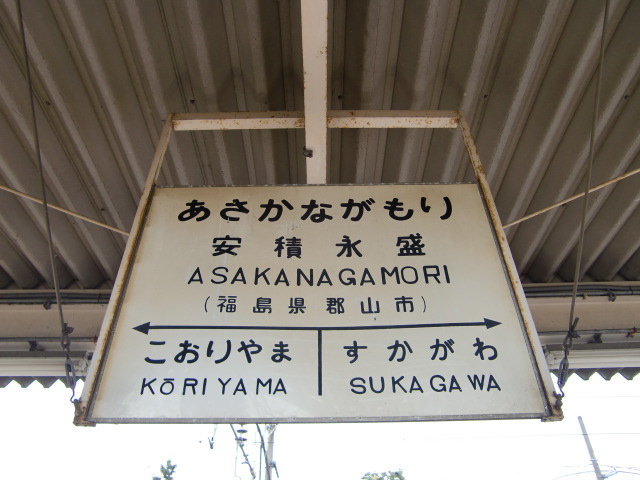 あさかながもり
安積永盛
ASAKANAGAMORI
(福島県郡山市)
こおりやま すかがわ
KŌRIYAMA SUKAGAWA